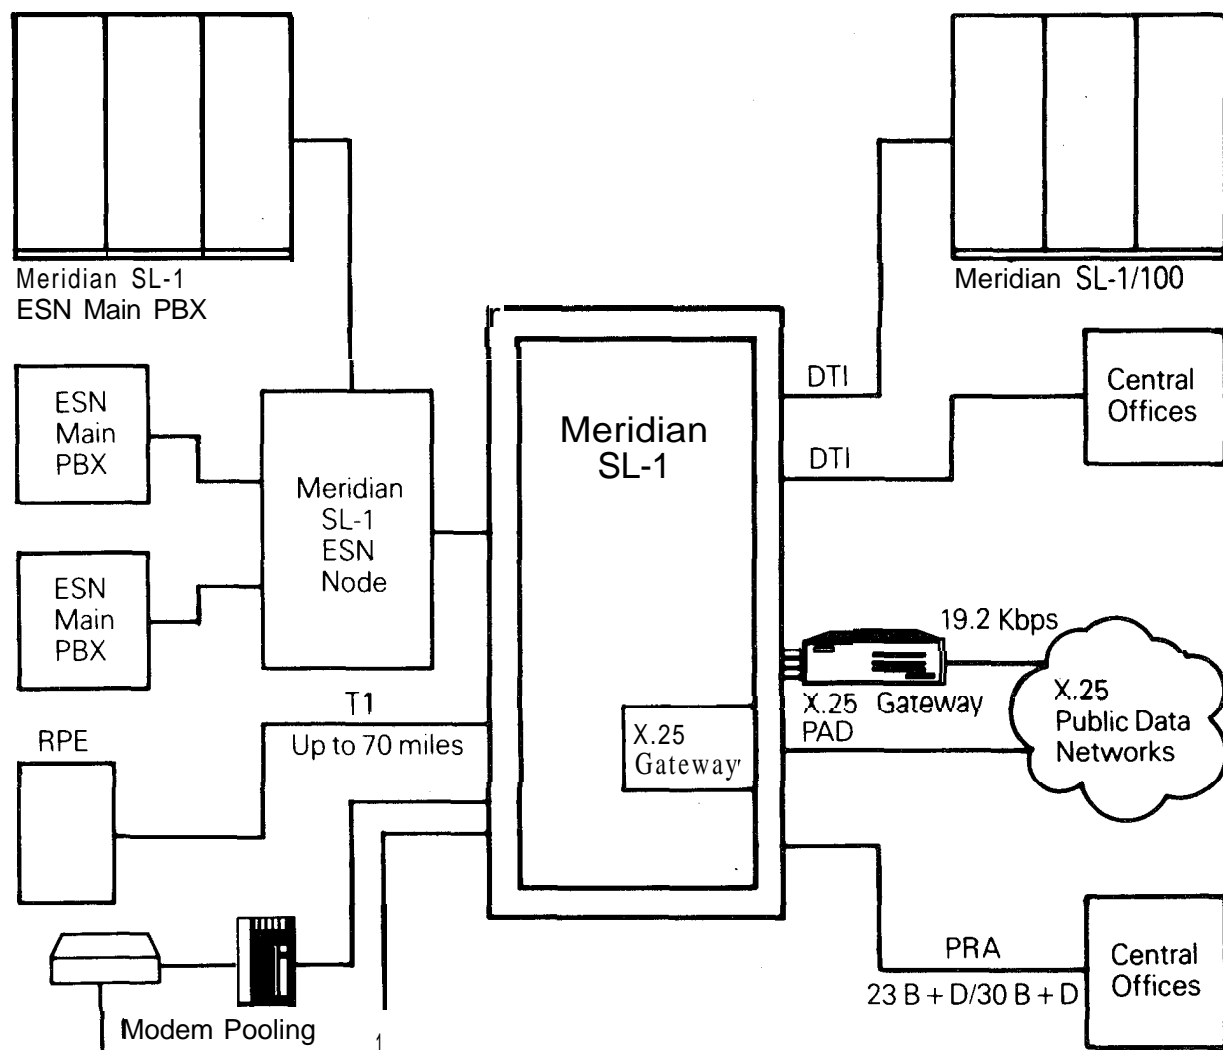 Meridian SL-1
ESN Main PBX
Meridian SL-1/100
ESN
Main
PBX
ESN
Main
PBX
Meridian
SL-1
ESN
Node
Meridian
SL-1
DTI
DTI
Central
Offices
19.2 Kbps
X.25 Gateway
PAD
X.25
Public Data
Networks
X.25
Gateway
T1
Up to 70 miles
RPE
Modem Pooling
1
PRA
23 B + D/30 B + D
Central
Offices